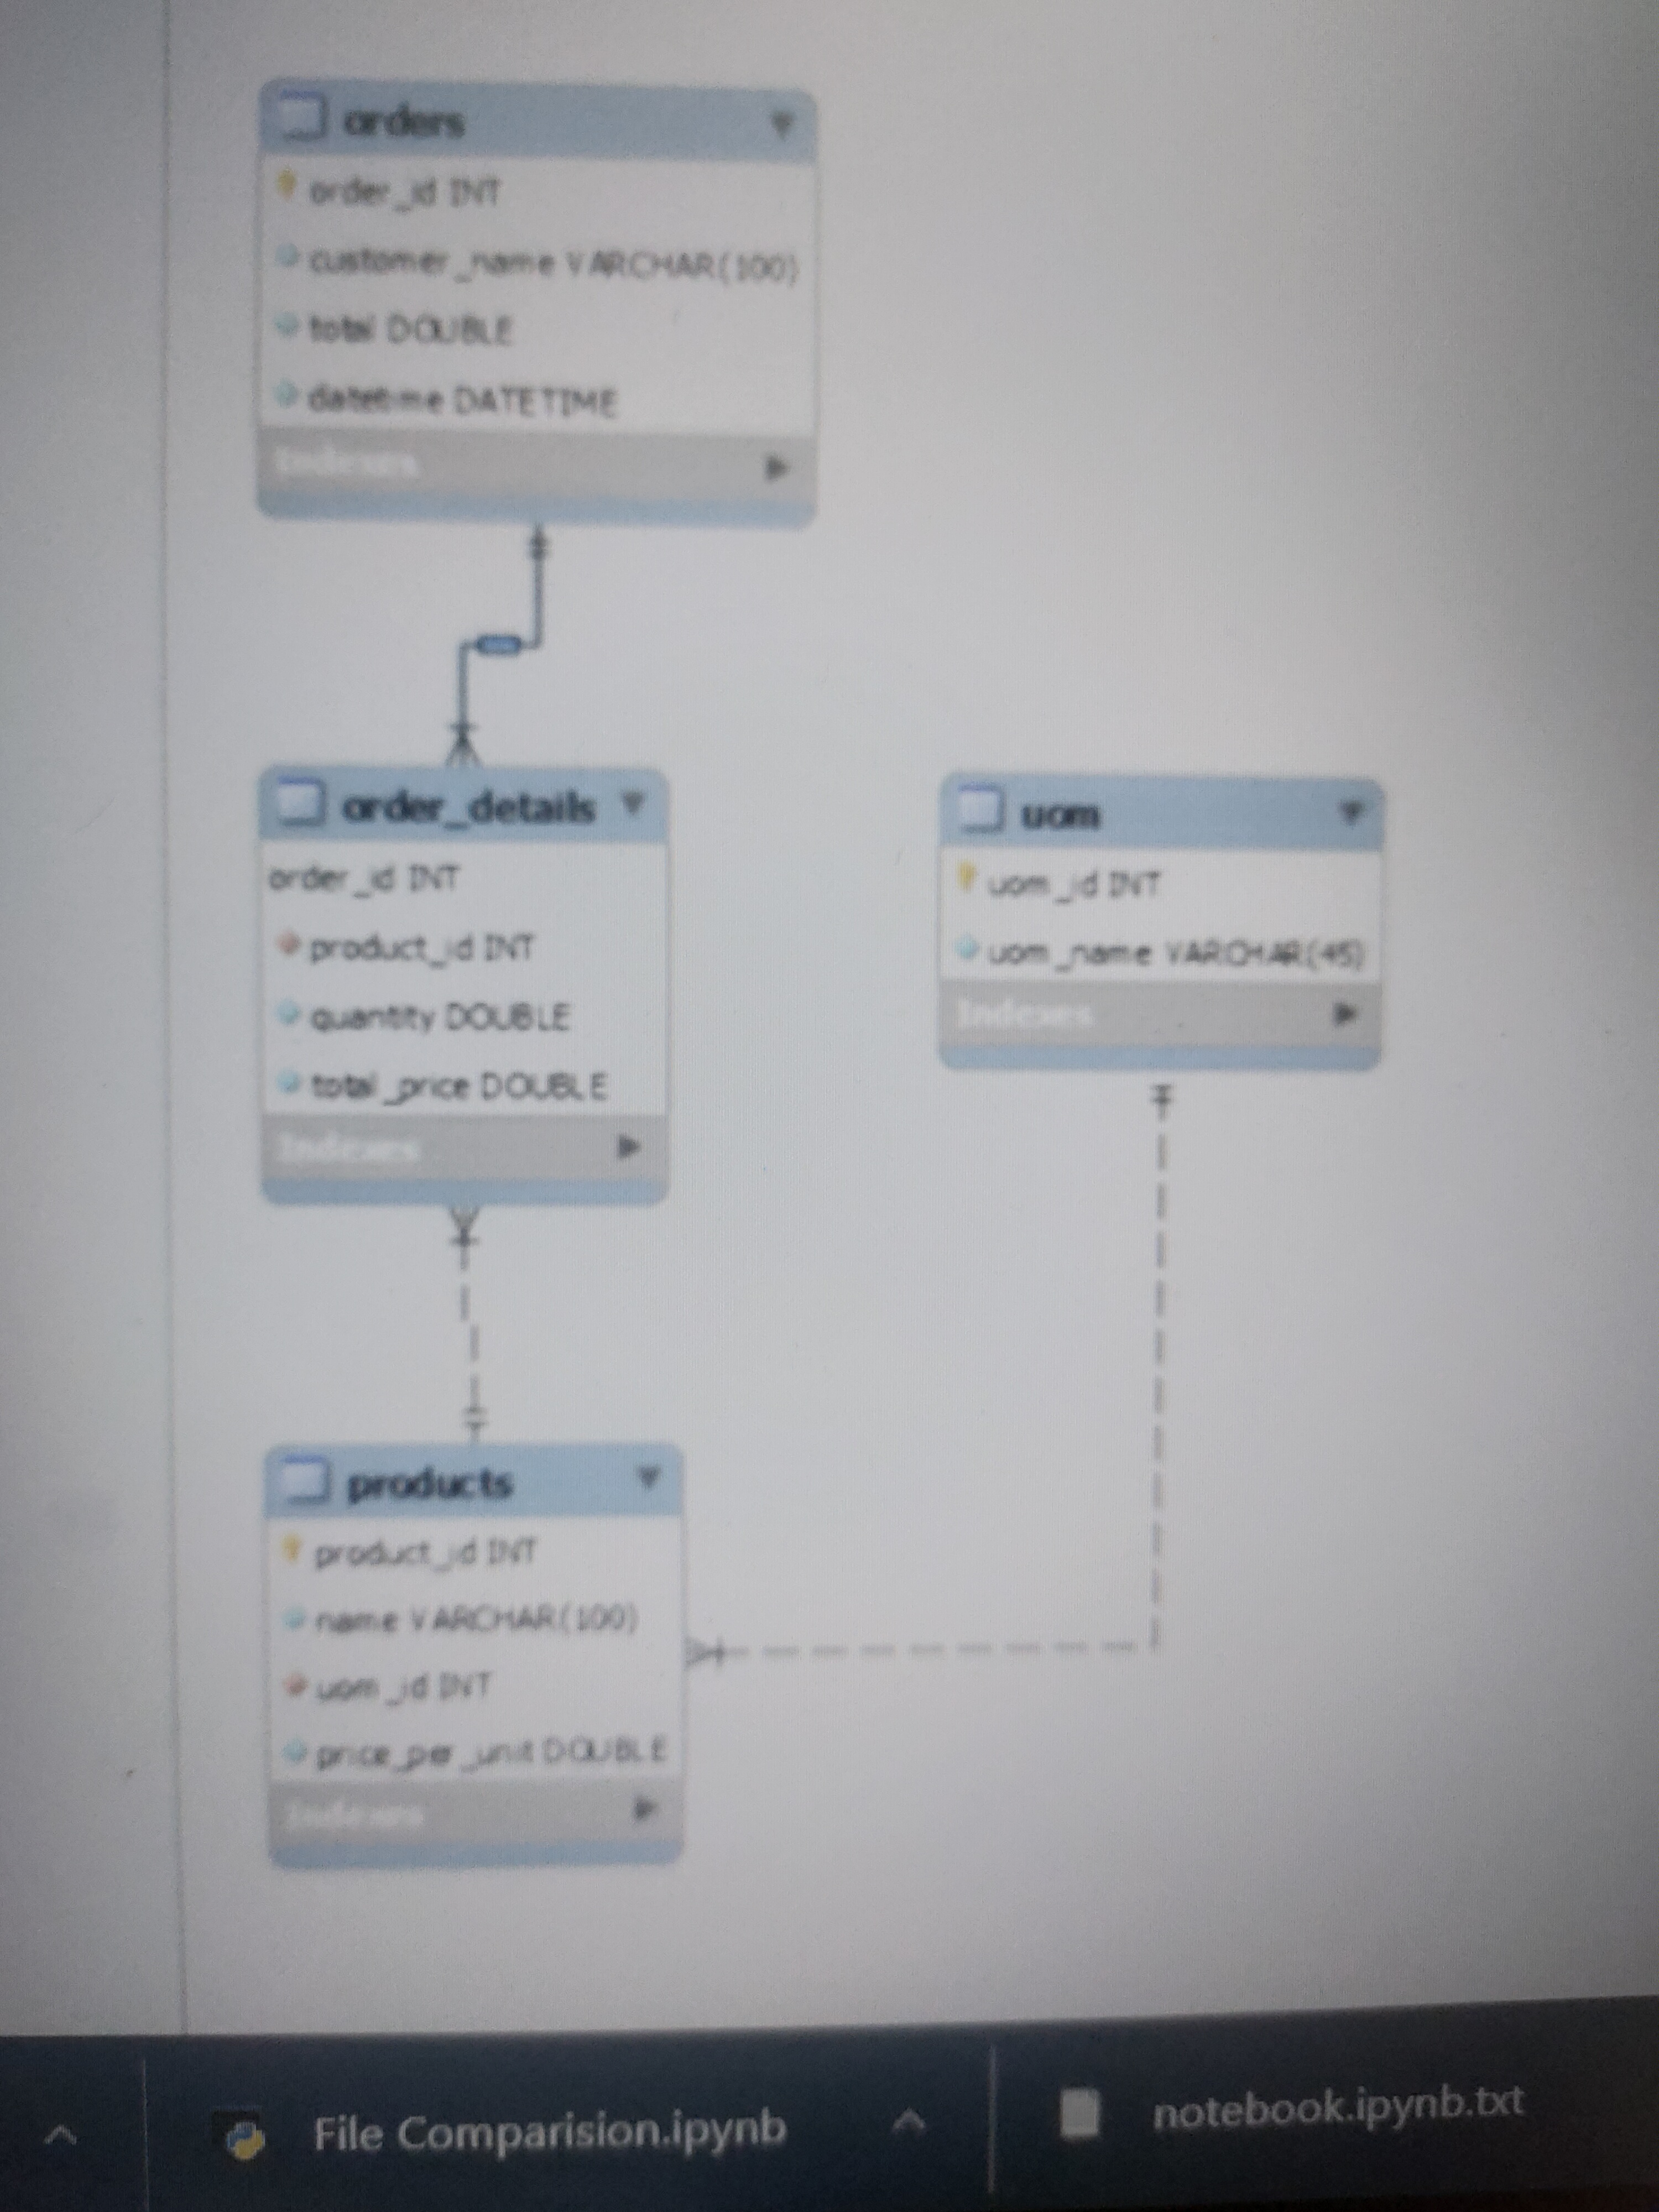 orders
order_id INT
customer_name VARCHAR(100)
total DOUBLE
datetime DATETIME
Indexes
order_details
order_id INT
product_id INT
quantity DOUBLE
total_price DOUBLE
Indexes
uom
uom_id INT
uom_name VARCHAR(45)
Indexes
products
product_id INT
name VARCHAR(100)
uom_id INT
price_per_unit DOUBLE
Indexes
File Comparision.ipynb
notebook.ipynb.txt